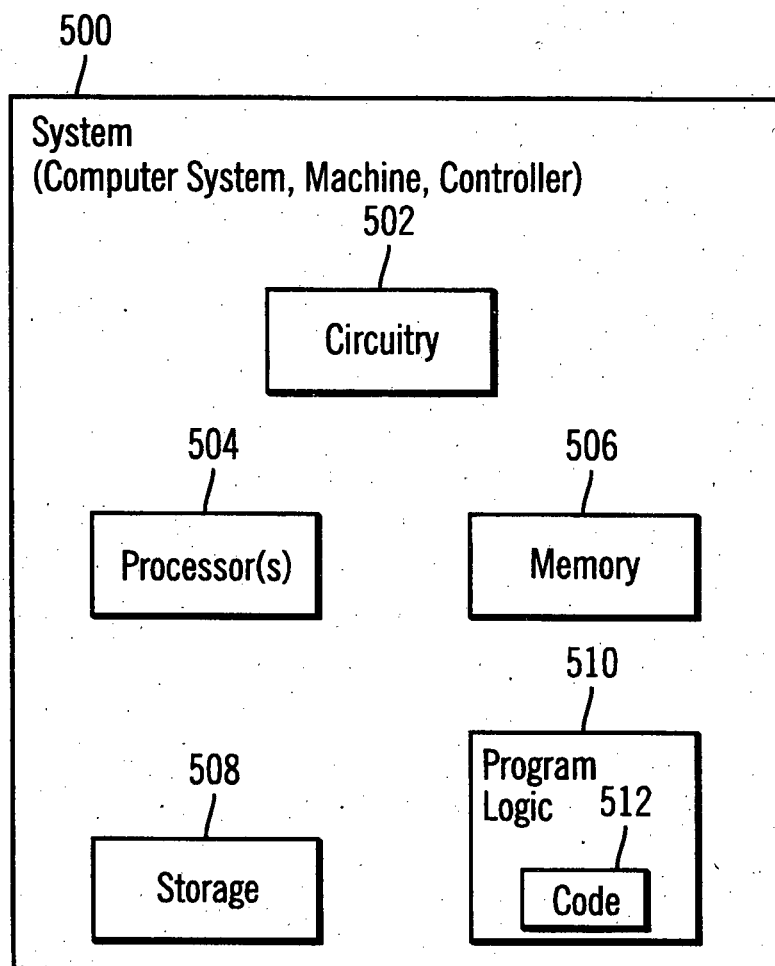 500
System
(Computer System, Machine, Controller)
502
Circuitry
504
506
Processor(s)
Memory
510
Program
Logic
508
512
Storage
Code